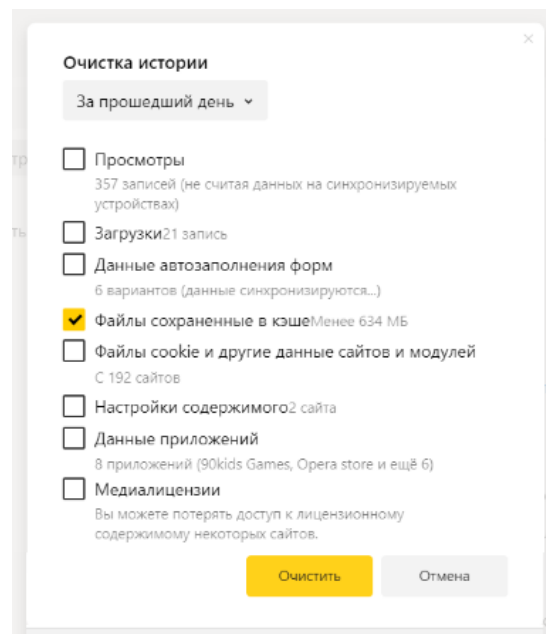 Очистка истории
За прошедший день
Просмотры
357 записей (не считая данных на синхронизируемых
устройствах)
Загрузки21 запись
Данные автозаполнения форм
6 вариантов (данные синхронизируются...)
Файлы сохраненные в кэшеМенее 634 МБ
Файлы cookie и другие данные сайтов и модулей
С 192 сайтов
Настройки содержимого2 сайта
Данные приложений
8 приложений (90kids Games, Opera store и ещё 6)
Медиалицензии
Вы можете потерять доступ к лицензионному
содержимому некоторых сайтов.
Очистить Отмена